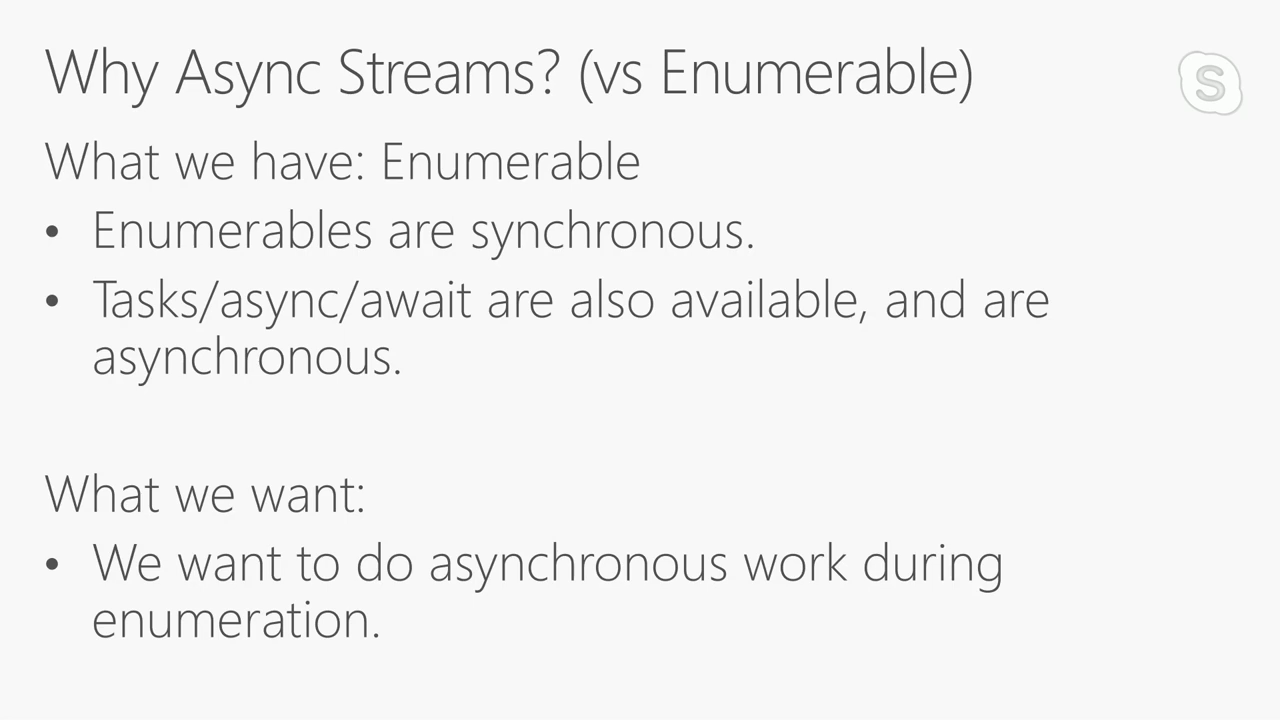 Why Async Streams? (vs Enumerable)
S
What we have: Enumerable
• Enumerables are synchronous.
• Tasks/async/await are also available, and are
asynchronous.
What we want:
• We want to do asynchronous work during
enumeration.